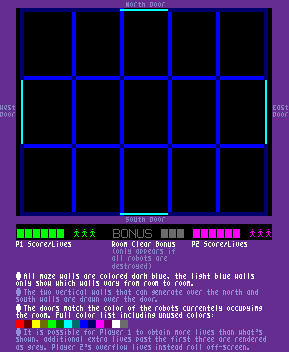 North Door
West Door
East Door
South Door
BONUS
P1 Score/Lives
Room Clear Bonus
(only appears if all robots are destroyed)
P2 Score/Lives
All maze walls are colored dark blue, the light blue walls
only show which walls vary from room to room.
The two vertical walls that can generate over the north and
south walls are drawn over the door.
The doors match the color of the robots currently occupying
the room. Full color list including unused colors:
It is possible for Player 1 to obtain more lives than what's
shown, additional extra lives past the first three are rendered
as grey. Player 2's overflow lives instead roll off-screen.